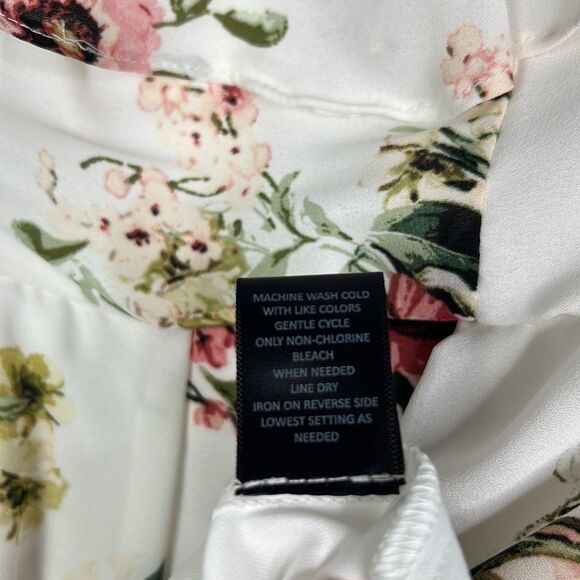 MACHINE WASH COLD
WITH LIKE COLORS
GENTLE CYCLE
ONLY NON-CHLORINE
BLEACH
WHEN NEEDED
LINE DRY
IRON ON REVERSE SIDE
LOWEST SETTING AS
NEEDED